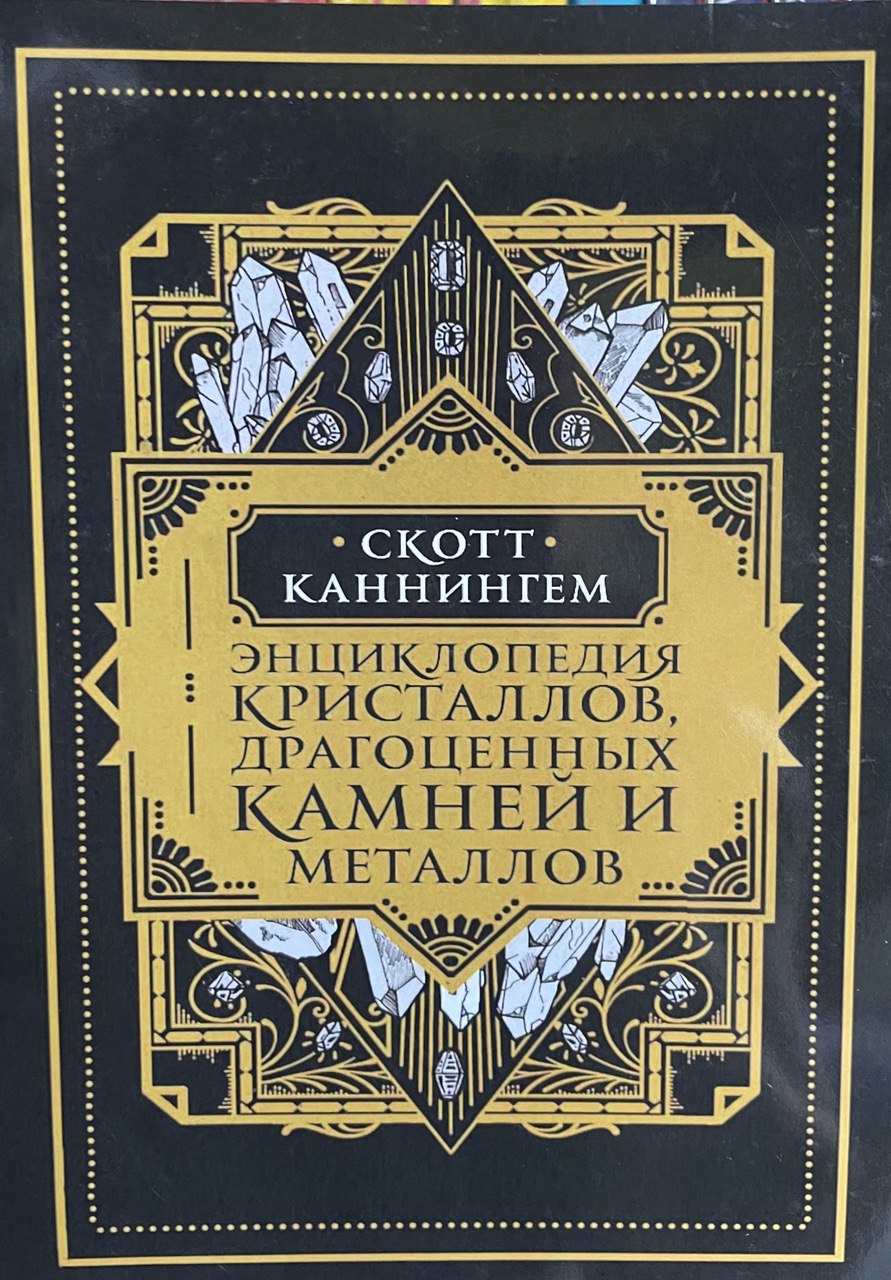 СКОТТ
КАННИНГЕМ
ЭНЦИКЛОПЕДИЯ
КРИСТАЛЛОВ,
ДРАГОЦЕННЫХ
КАМНЕЙ И
МЕТАЛЛОВ